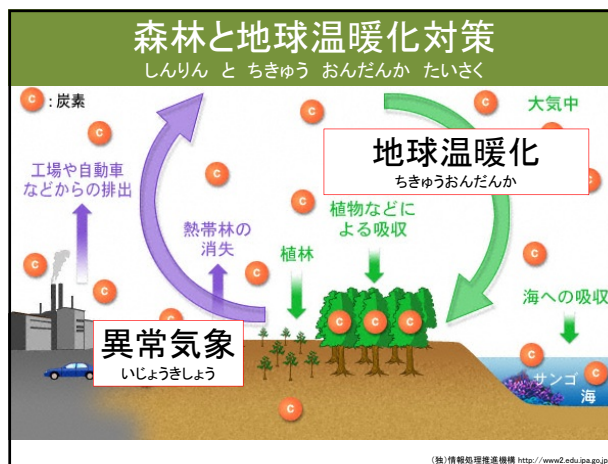 森林と地球温暖化対策
しんりん と ちきゅう おんだんか たいさく
C : 炭素
C
C
大気中
工場や自動車
などからの排出
地球温暖化
ちきゅうおんだんか
C
植物などに
よる吸収
熱帯林の
消失
C
植林
C
C
海への吸収
C
C
C
C
C
異常気象
いじょうきしょう
C
C
サンゴ
海
C
(独)情報処理推進機構 http://www2.edu.ipa.go.jp